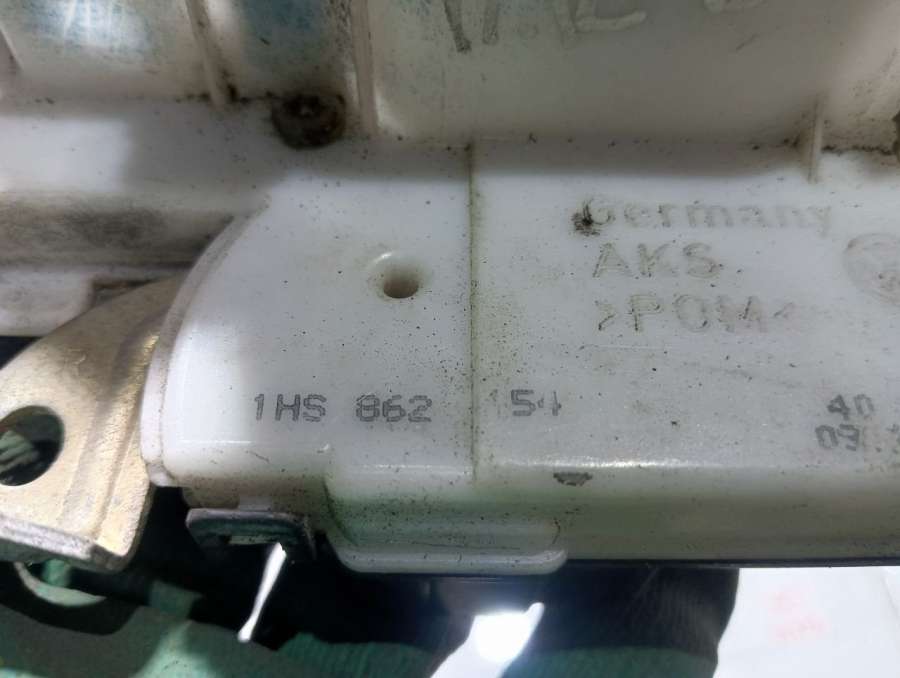 Germany
AKS
>POM<
1HS 862 154
40